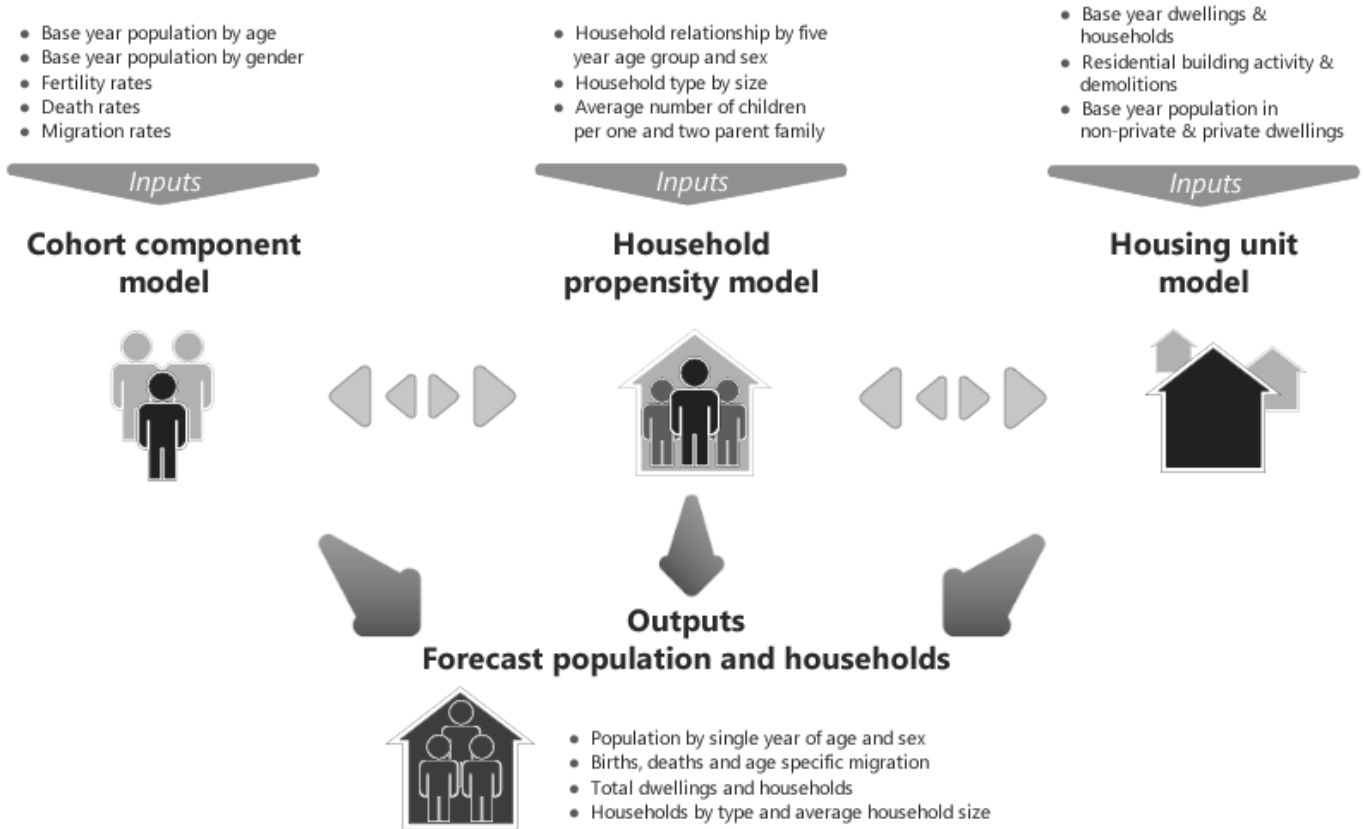 • Base year population by age
• Base year population by gender
• Fertility rates
• Death rates
• Migration rates
Inputs
Cohort component
model
• Household relationship by five
year age group and sex
• Household type by size
• Average number of children
per one and two parent family
Inputs
Household
propensity model
• Base year dwellings &
households
• Residential building activity &
demolitions
• Base year population in
non-private & private dwellings
Inputs
Housing unit
model
Outputs
Forecast population and households
• Population by single year of age and sex
• Births, deaths and age specific migration
• Total dwellings and households
• Households by type and average household size